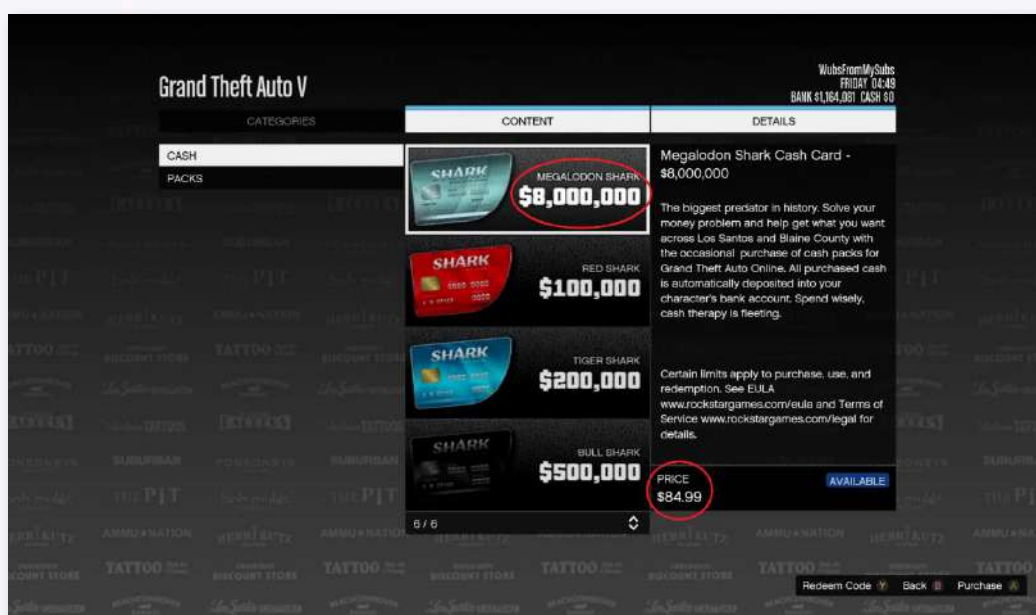 Grand Theft Auto V
WubsFromMySubs
FRIDAY 04:49
BANK $1,164,081 CASH $0
CATEGORIES
CONTENT
DETAILS
CASH
PACKS
SHARK
MEGALODON SHARK
$8,000,000
SHARK
RED SHARK
$100,000
SHARK
TIGER SHARK
$200,000
SHARK
BULL SHARK
$500,000
6 / 6
Megalodon Shark Cash Card -
$8,000,000
The biggest predator in history. Solve your
money problem and help get what you want
across Los Santos and Blaine County with
the occasional purchase of cash packs for
Grand Theft Auto Online. All purchased cash
is automatically deposited into your
character's bank account. Spend wisely,
cash therapy is fleeting.
Certain limits apply to purchase, use, and
redemption. See EULA
www.rockstargames.com/eula and Terms of
Service www.rockstargames.com/legal for
details.
PRICE
$84.99
AVAILABLE
Redeem Code Y Back B Purchase A